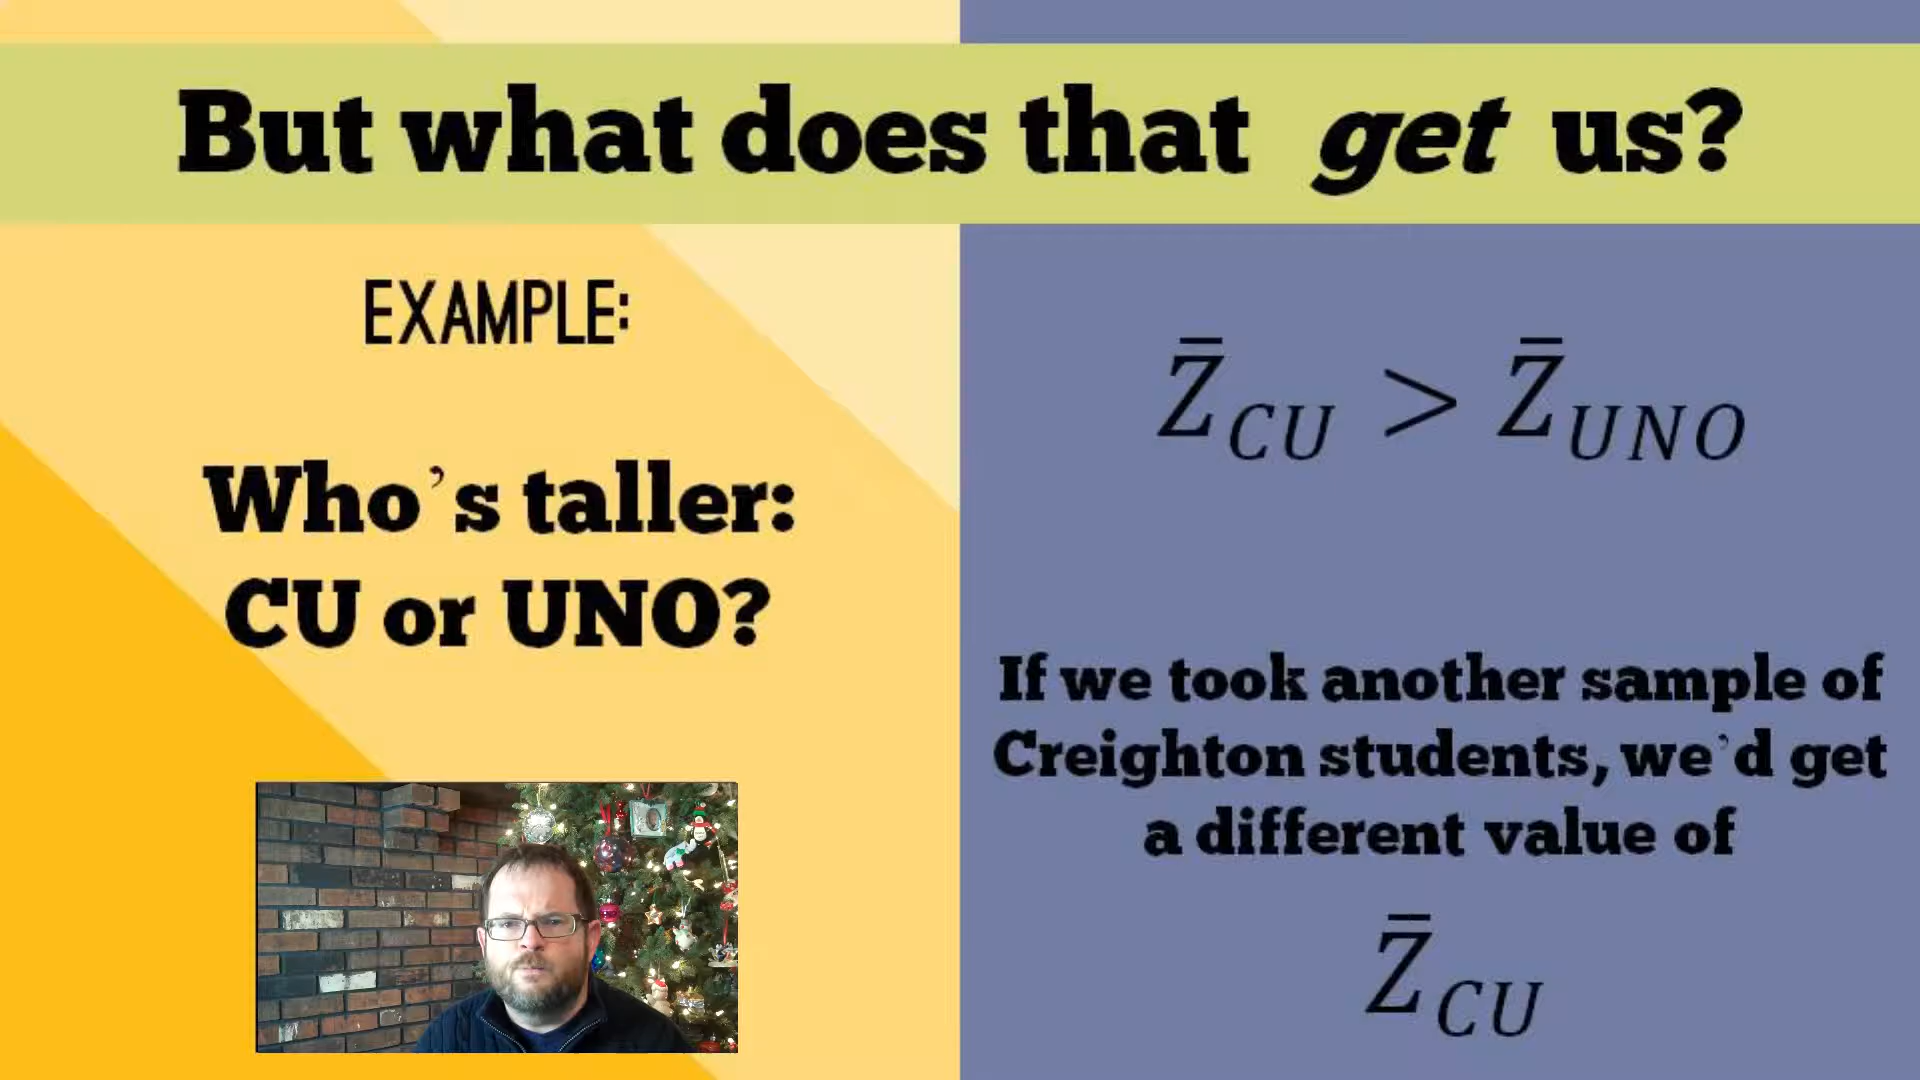 But what does that get us?
EXAMPLE:
Who's taller:
CU or UNO?
Z̄CU > Z̄UNO
If we took another sample of
Creighton students, we'd get
a different value of
Z̄CU